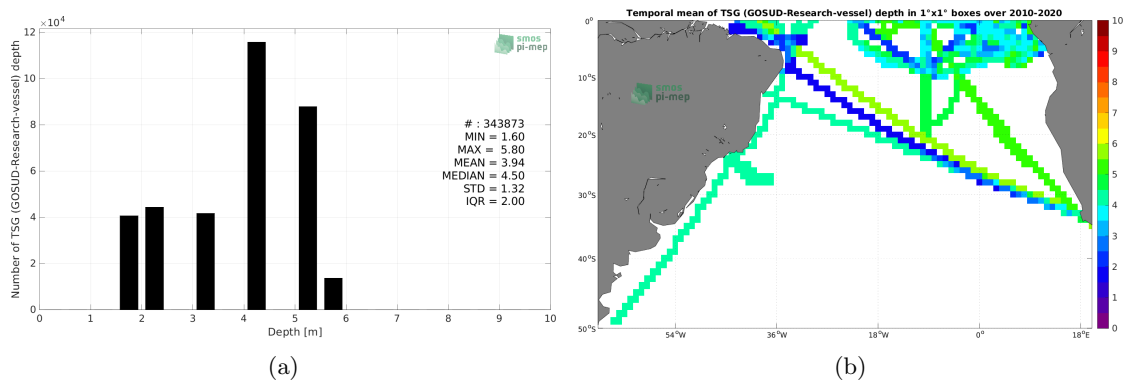 ×10⁴
12
10
8
6
4
2
0
Number of TSG (GOSUD-Research-vessel) depth
0 1 2 3 4 5 6 7 8 9 10
Depth [m]
smos
pi-mep
# : 343873
MIN = 1.60
MAX = 5.80
MEAN = 3.94
MEDIAN = 4.50
STD = 1.32
IQR = 2.00
(a)
Temporal mean of TSG (GOSUD-Research-vessel) depth in 1°x1° boxes over 2010-2020
0°
10°S
20°S
30°S
40°S
50°S
54°W 36°W 18°W 0° 18°E
smos
pi-mep
10
9
8
7
6
5
4
3
2
1
0
(b)